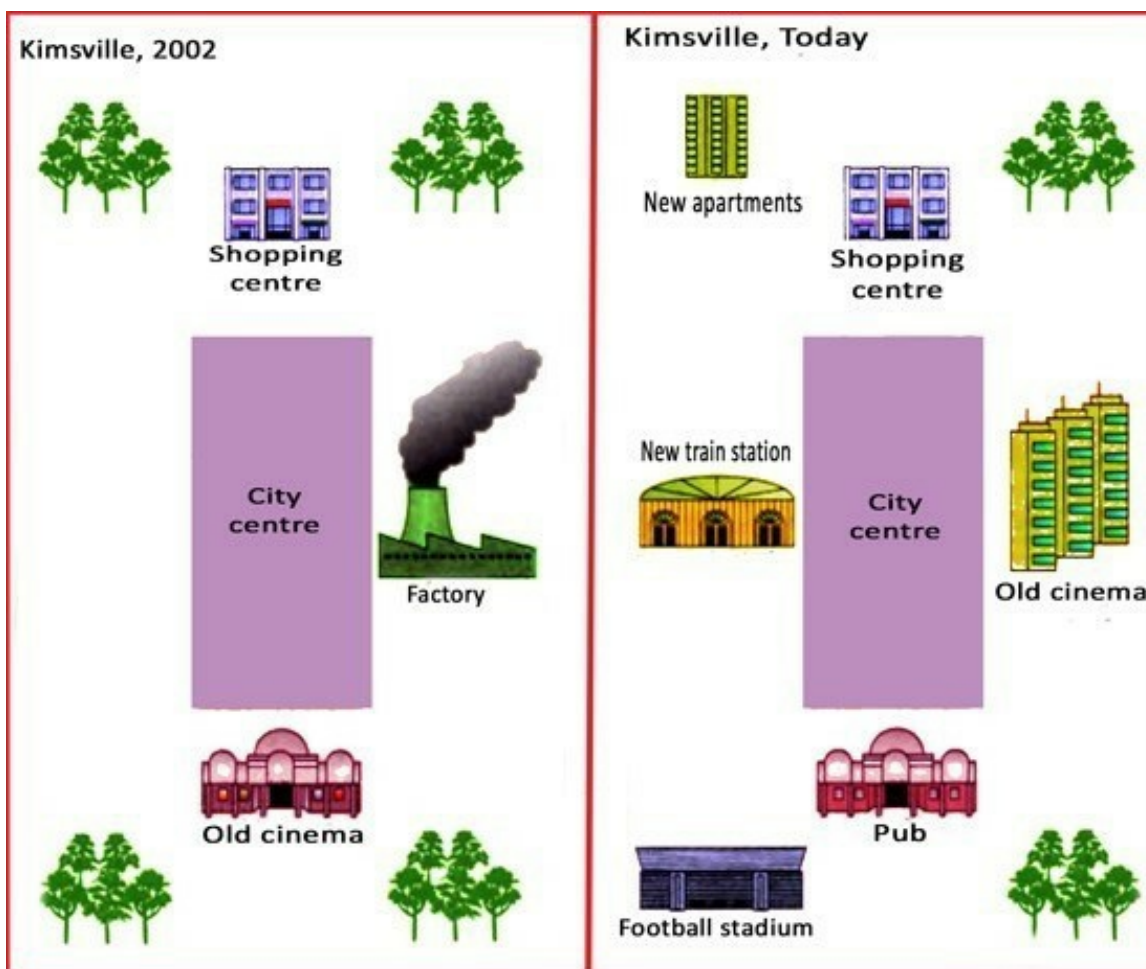 Kimsville, 2002
Shopping
centre
City
centre
Factory
Old cinema
Kimsville, Today
New apartments
Shopping
centre
New train station
City
centre
Old cinema
Pub
Football stadium